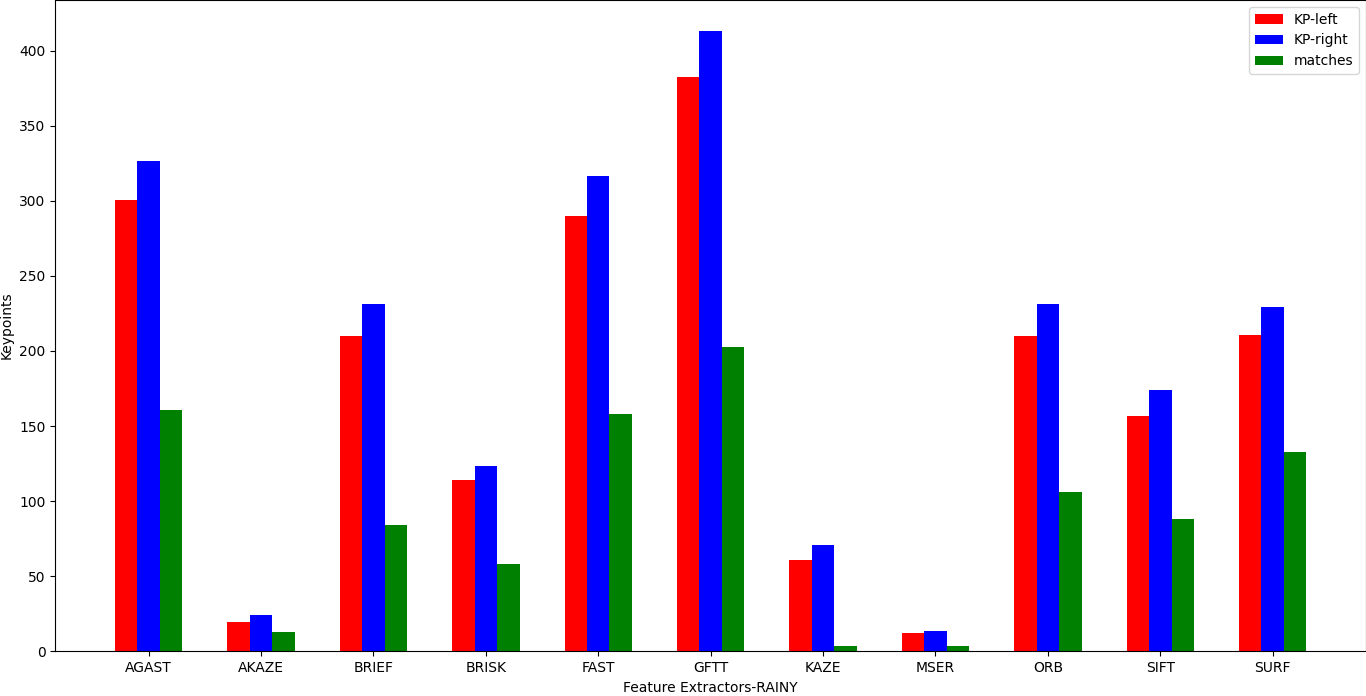 KP-left
KP-right
matches
Keypoints
400
350
300
250
200
150
100
50
0
AGAST AKAZE BRIEF BRISK FAST GFTT KAZE MSER ORB SIFT SURF
Feature Extractors-RAINY